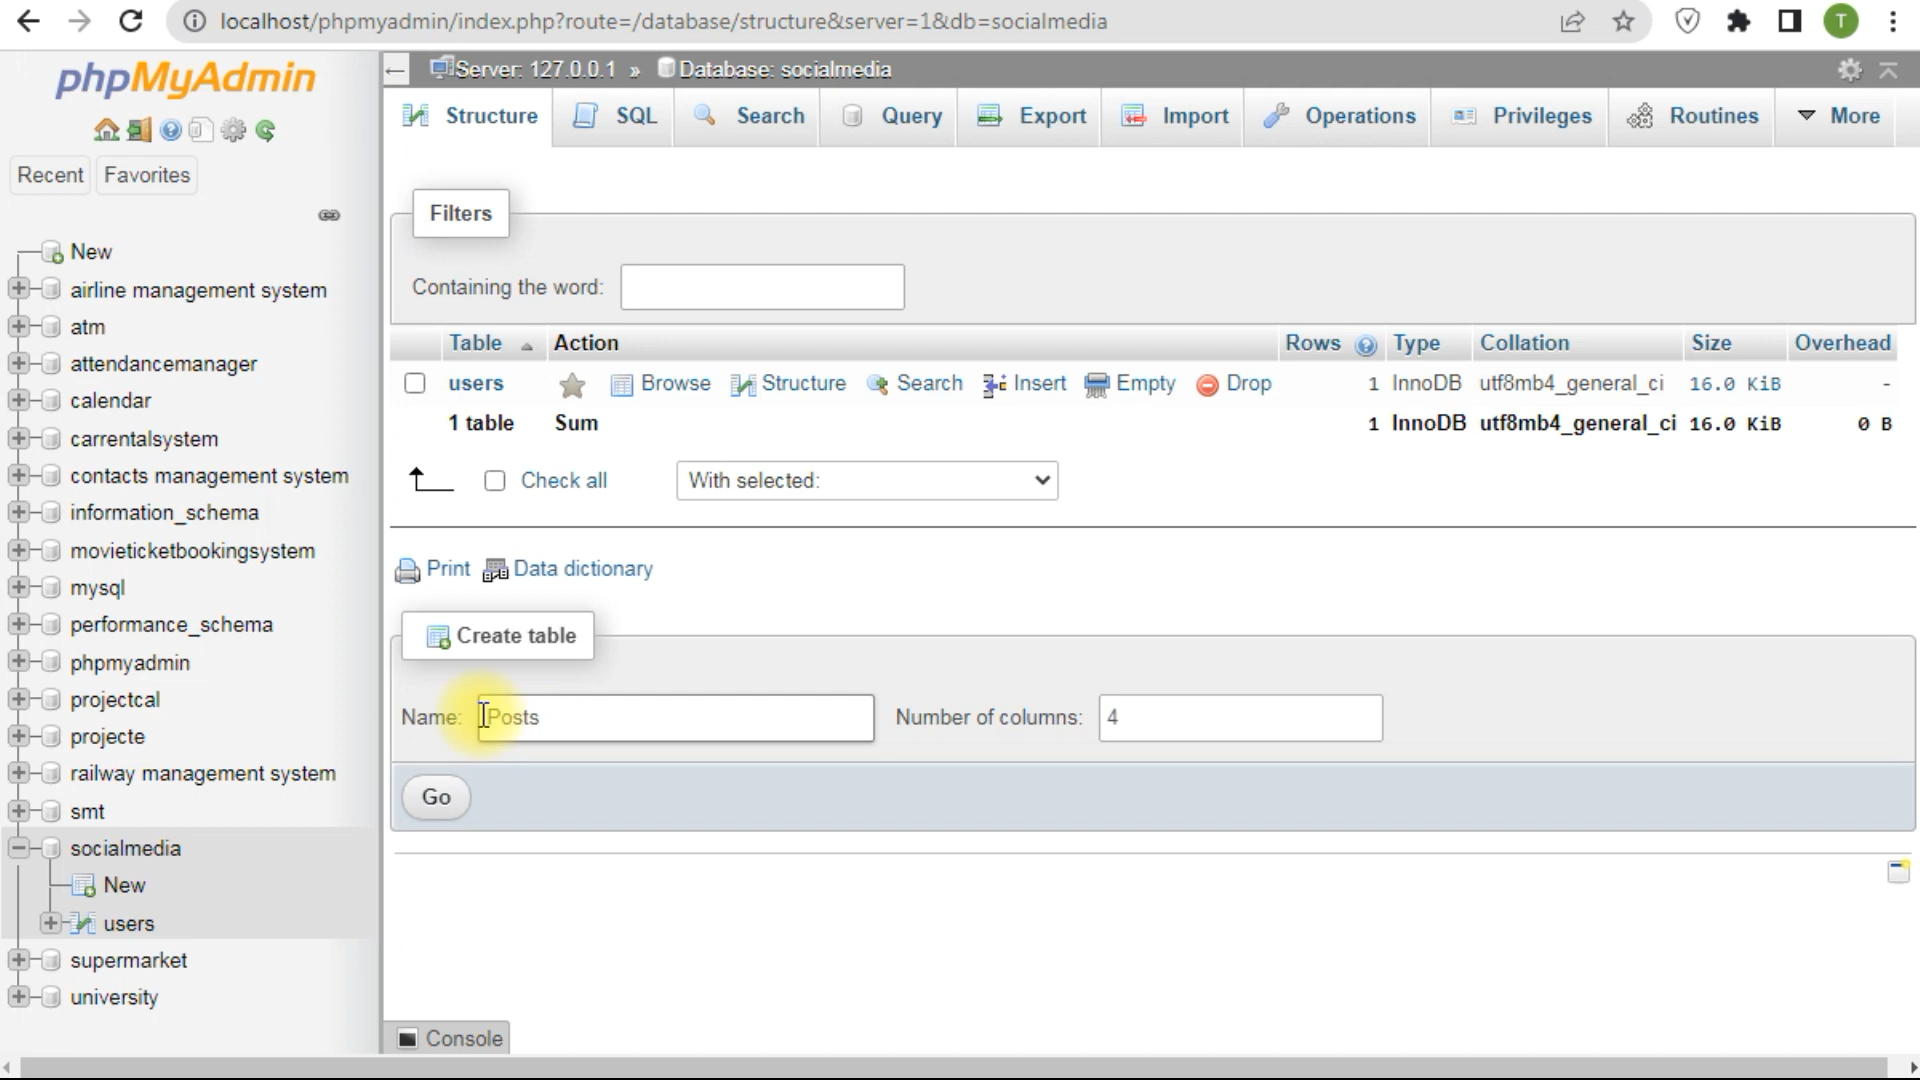 localhost/phpmyadmin/index.php?route=/database/structure&server=1&db=socialmedia
T
phpMyAdmin
Recent Favorites
New
airline management system
atm
attendancemanager
calendar
carrentalsystem
contacts management system
information_schema
movieticketbookingsystem
mysql
performance_schema
phpmyadmin
projectcal
projecte
railway management system
smt
socialmedia
New
users
supermarket
university
Server: 127.0.0.1 » Database: socialmedia
Structure SQL Search Query Export Import Operations Privileges Routines More
Filters
Containing the word:
Table Action Rows Type Collation Size Overhead
users Browse Structure Search Insert Empty Drop 1 InnoDB utf8mb4_general_ci 16.0 KiB -
1 table Sum 1 InnoDB utf8mb4_general_ci 16.0 KiB 0 B
Check all With selected:
Print Data dictionary
Create table
Name: Posts Number of columns: 4
Go
Console